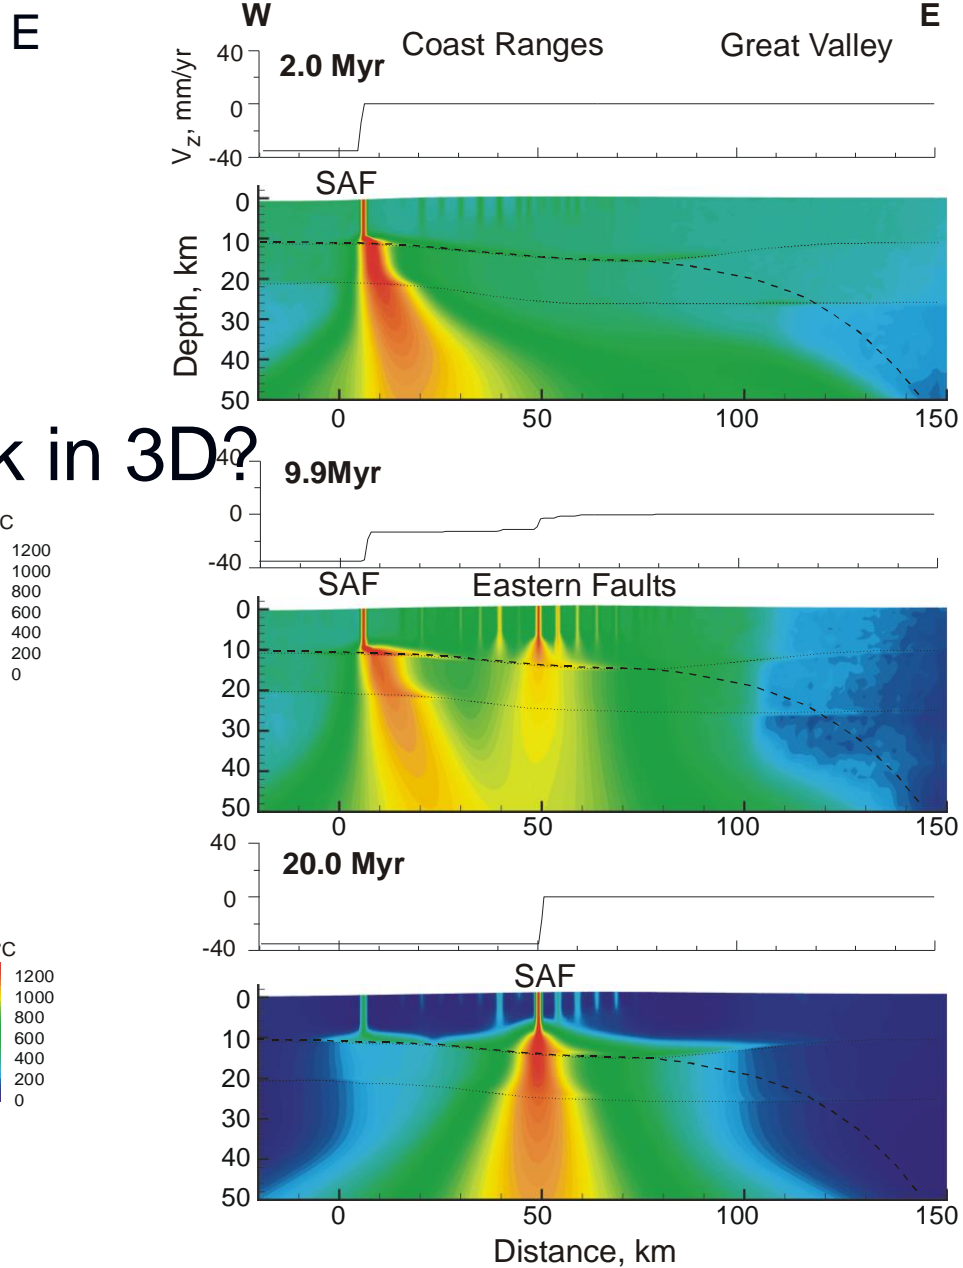 E
W
E
Coast Ranges
Great Valley
2.0 Myr
40
0
-40
Vz, mm/yr
SAF
0
10
20
30
40
50
Depth, km
0
50
100
150
k in 3D?
40
9.9Myr
0
-40
C
1200
1000
800
600
400
200
0
SAF
Eastern Faults
0
10
20
30
40
50
0
50
100
150
40
20.0 Myr
0
-40
°C
1200
1000
800
600
400
200
0
SAF
0
10
20
30
40
50
0
50
100
150
Distance, km